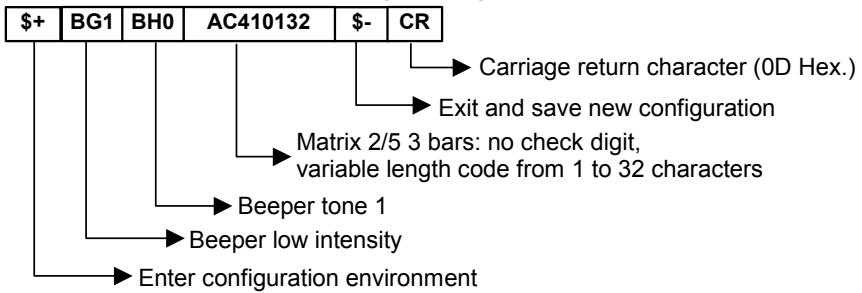 $+ BG1 BH0 AC410132 $- CR
Carriage return character (0D Hex.)
Exit and save new configuration
Matrix 2/5 3 bars: no check digit,
variable length code from 1 to 32 characters
Beeper tone 1
Beeper low intensity
Enter configuration environment